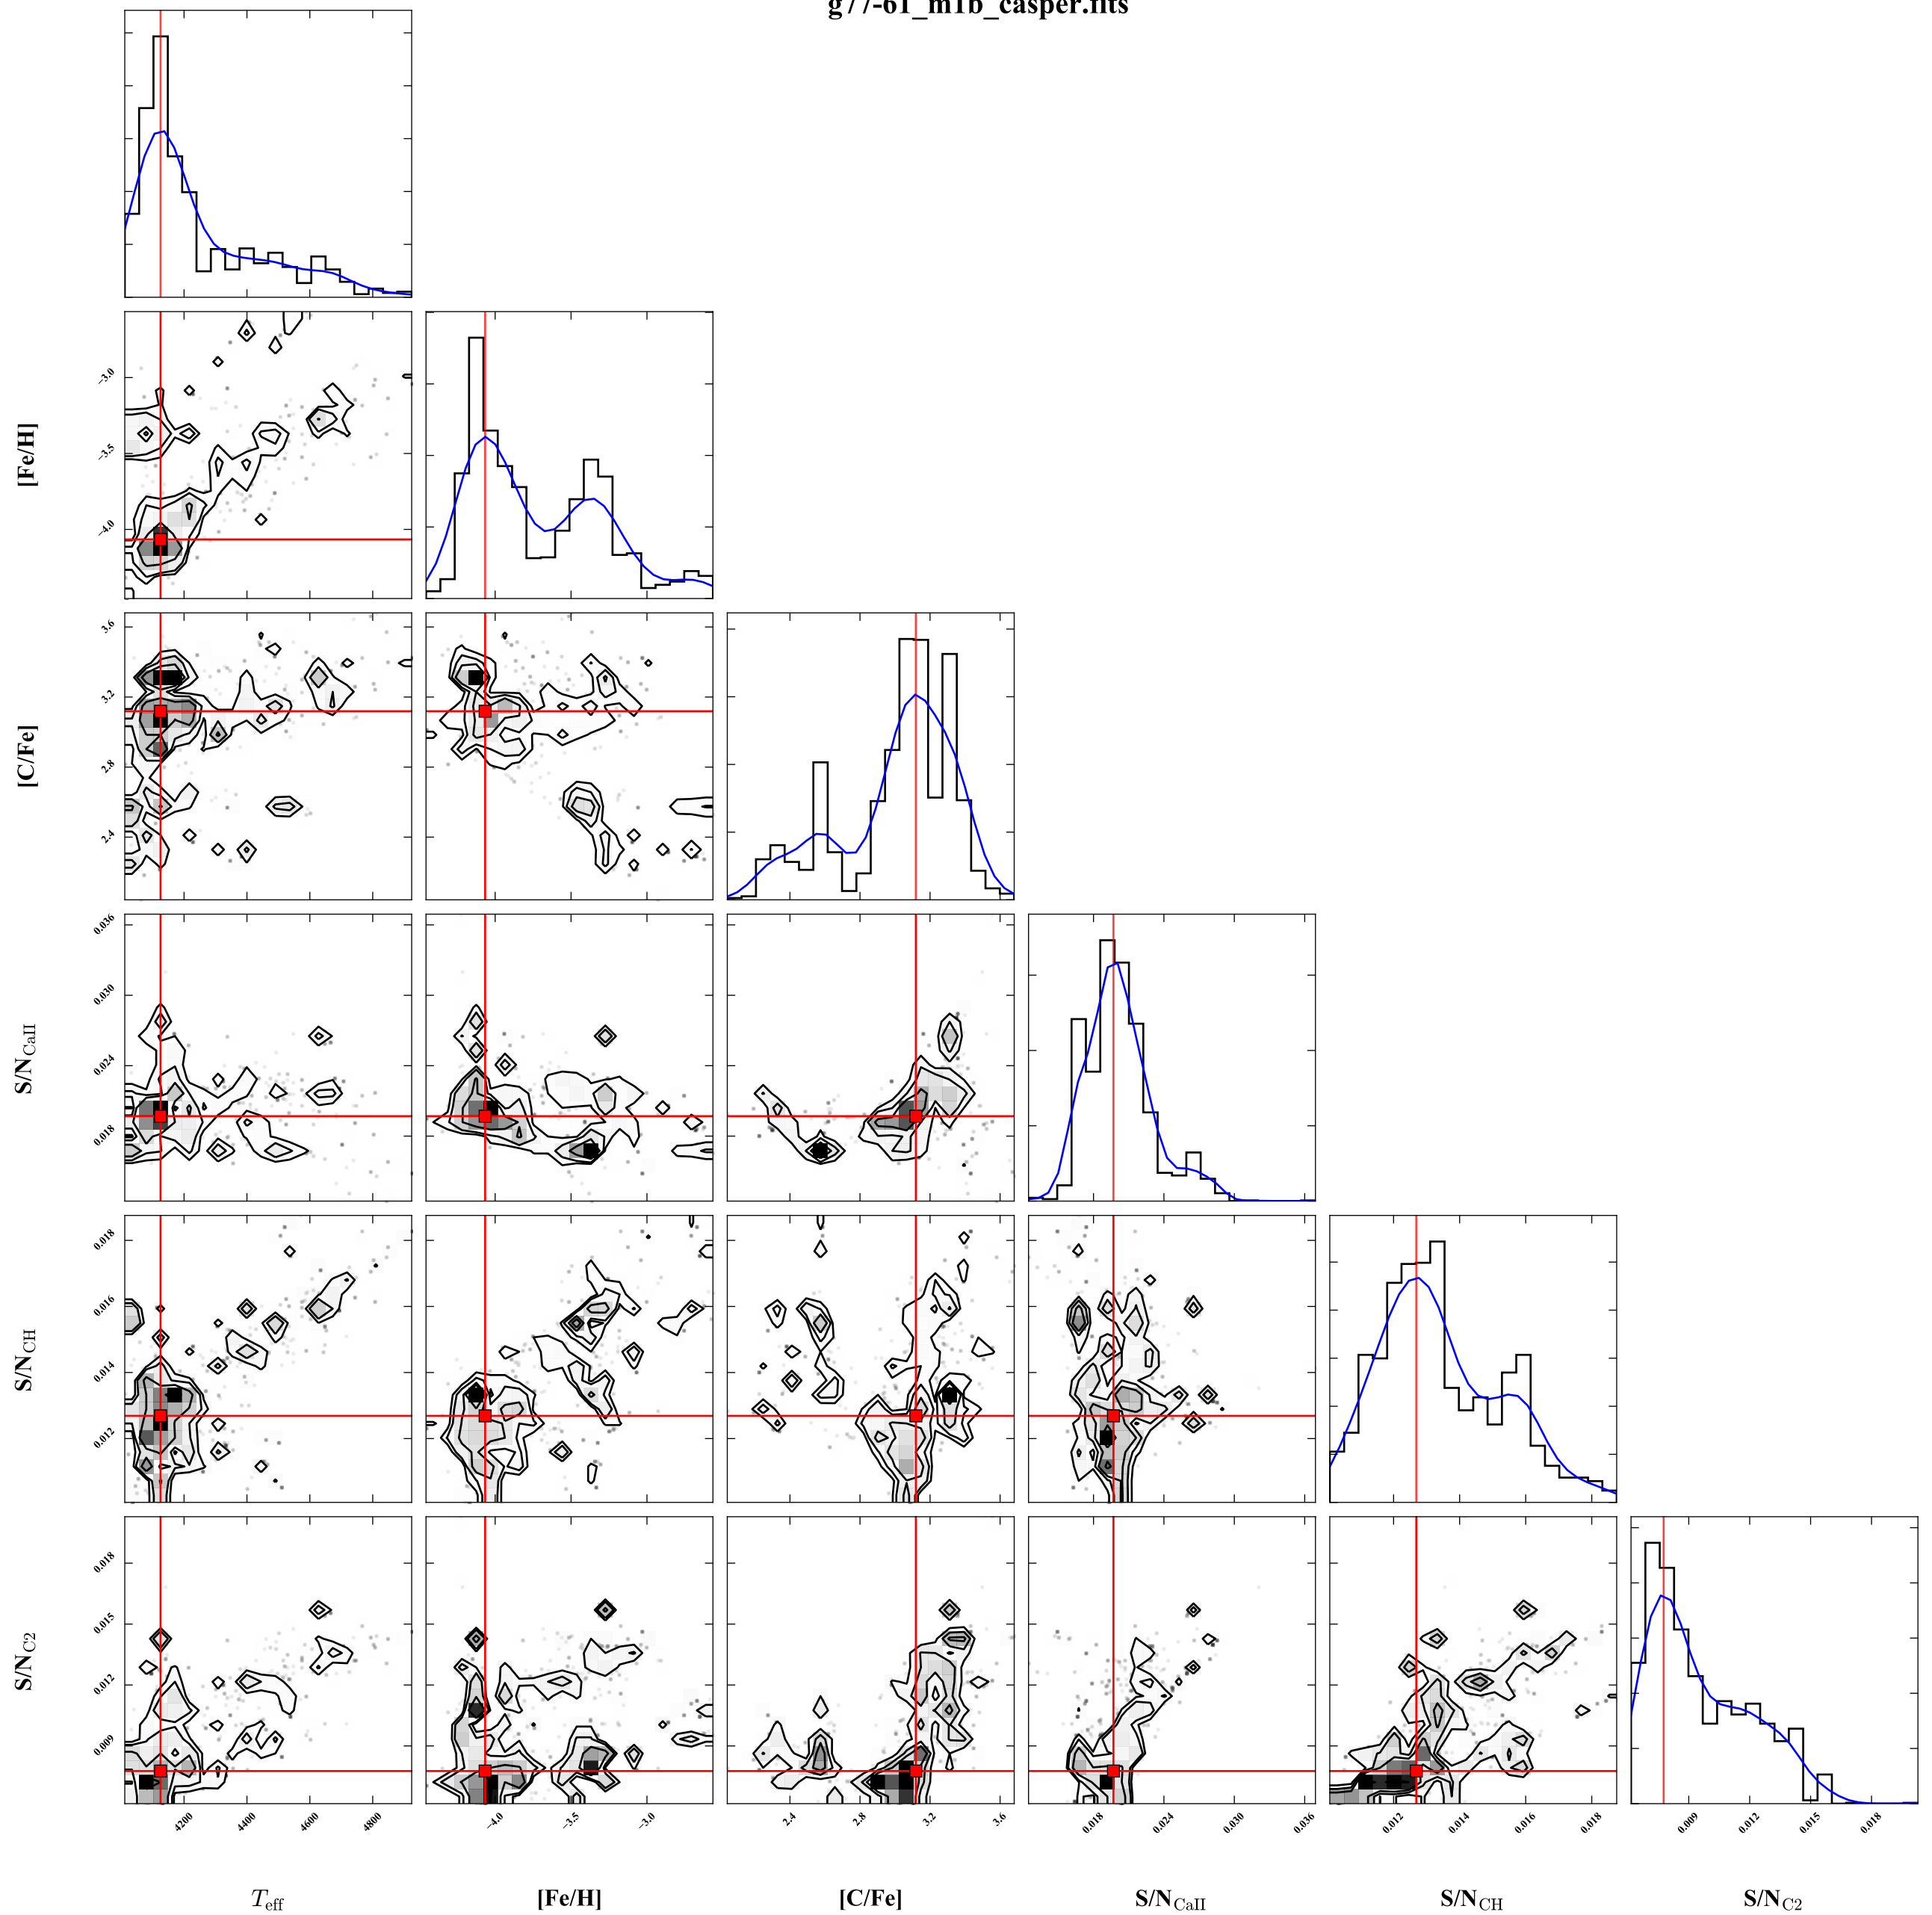 g77-61_m1b_casper.fits
−3.0
−3.5
−4.0
[Fe/H]
3.6
3.2
2.8
2.4
[C/Fe]
0.036
0.030
0.024
0.018
S/N_CaII
0.018
0.016
0.014
0.012
S/N_CH
0.018
0.015
0.012
0.009
S/N_C2
4200 4400 4600 4800 −4.0 −3.5 −3.0 2.4 2.8 3.2 3.6 0.018 0.024 0.030 0.036 0.012 0.014 0.016 0.018 0.009 0.012 0.015 0.018
T_eff [Fe/H] [C/Fe] S/N_CaII S/N_CH S/N_C2